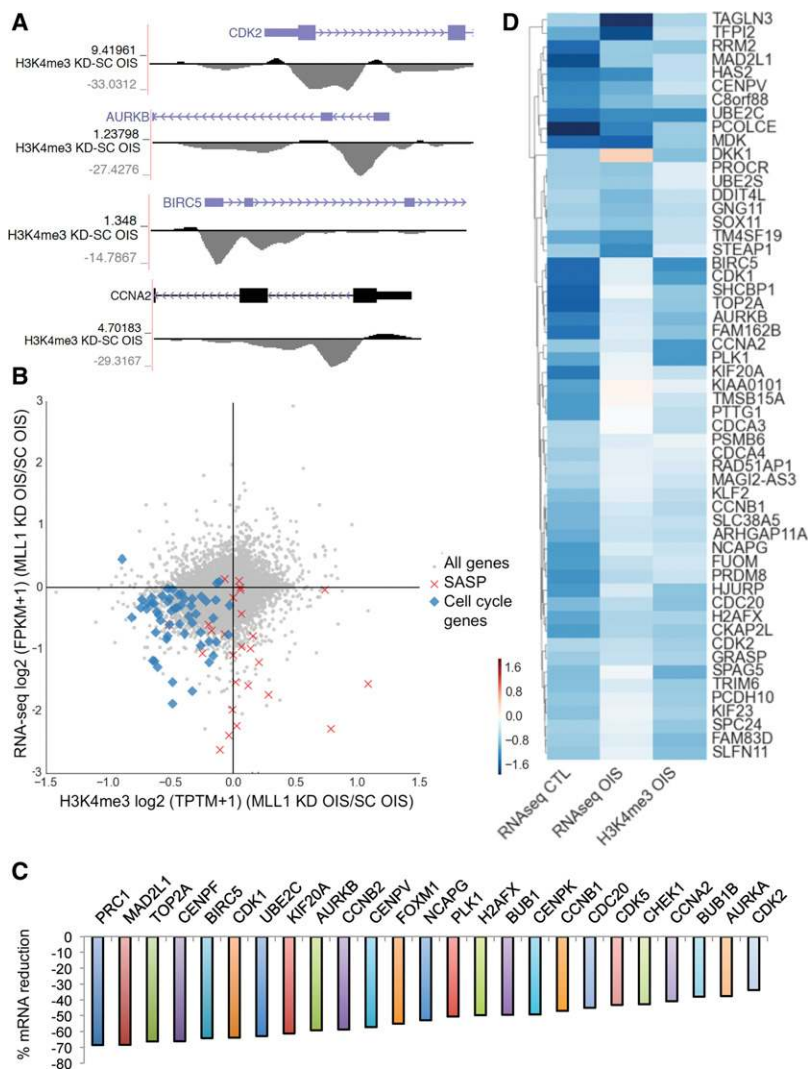 A
CDK2
9.41961
H3K4me3 KD-SC OIS
-33.0312
AURKB
1.23798
H3K4me3 KD-SC OIS
-27.4276
BIRC5
1.348
H3K4me3 KD-SC OIS
-14.7867
CCNA2
4.70183
H3K4me3 KD-SC OIS
-29.3167
B
RNA-seq log2 (FPKM+1) (MLL1 KD OIS/SC OIS)
3
2
1
0
-1
-2
-3
-1.5
-1.0
-0.5
0.0
0.5
1.0
1.5
H3K4me3 log2 (TPTM+1) (MLL1 KD OIS/SC OIS)
All genes
SASP
Cell cycle
genes
D
TAGLN3
TFPI2
RRM2
MAD2L1
HAS2
CENPV
C8orf88
UBE2C
PCOLCE
MDK
DKK1
PROCR
UBE2S
DDIT4L
GNG11
SOX11
TM4SF19
STEAP1
BIRC5
CDK1
SHCBP1
TOP2A
AURKB
FAM162B
CCNA2
PLK1
KIF20A
KIAA0101
TMSB15A
PTTG1
CDCA3
PSMB6
CDCA4
RAD51AP1
MAGI2-AS3
KLF2
CCNB1
SLC38A5
ARHGAP11A
NCAPG
FUOM
PRDM8
HJURP
CDC20
H2AFX
CKAP2L
CDK2
GRASP
SPAG5
TRIM6
PCDH10
KIF23
SPC24
FAM83D
SLFN11
1.6
0.8
0.0
-0.8
-1.6
RNAseq CTL
RNAseq OIS
H3K4me3 OIS
C
PRC1
MAD2L1
TOP2A
CENPF
BIRC5
CDK1
UBE2C
KIF20A
AURKB
CCNB2
CENPV
FOXM1
NCAPG
PLK1
H2AFX
BUB1
CENPK
CCNB1
CDC20
CDK5
CHEK1
CCNA2
BUB1B
AURKA
CDK2
% mRNA reduction
0
-10
-20
-30
-40
-50
-60
-70
-80